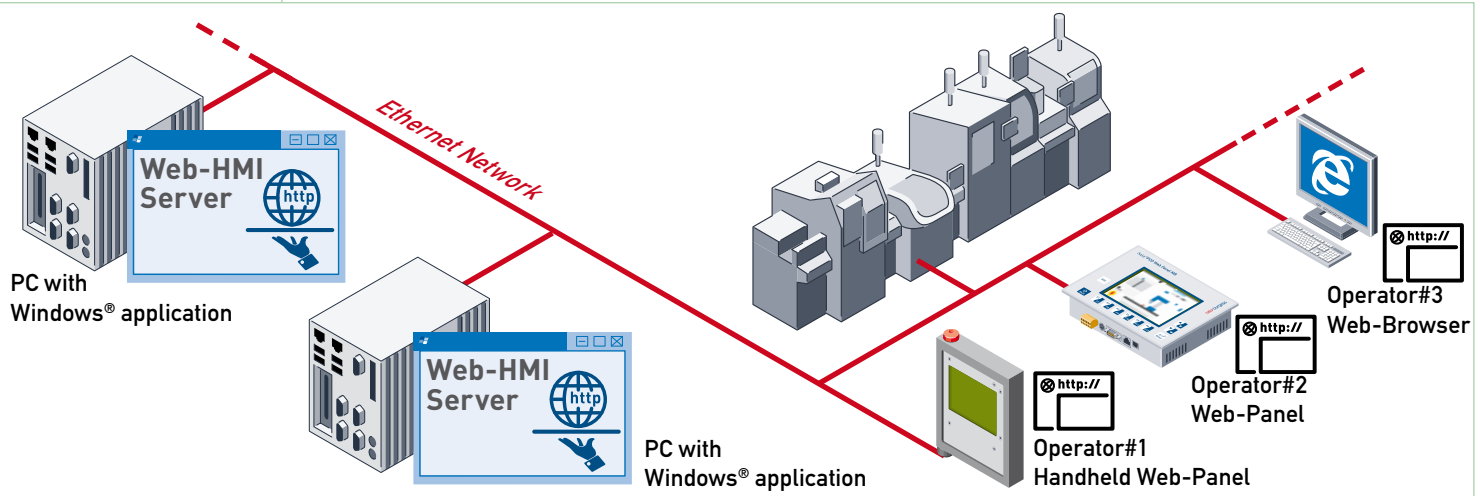 Ethernet Network
Web-HMI
Server
http
PC with
Windows® application
Web-HMI
Server
http
PC with
Windows® application
http://
Operator#3
Web-Browser
http://
Operator#2
Web-Panel
http://
Operator#1
Handheld Web-Panel